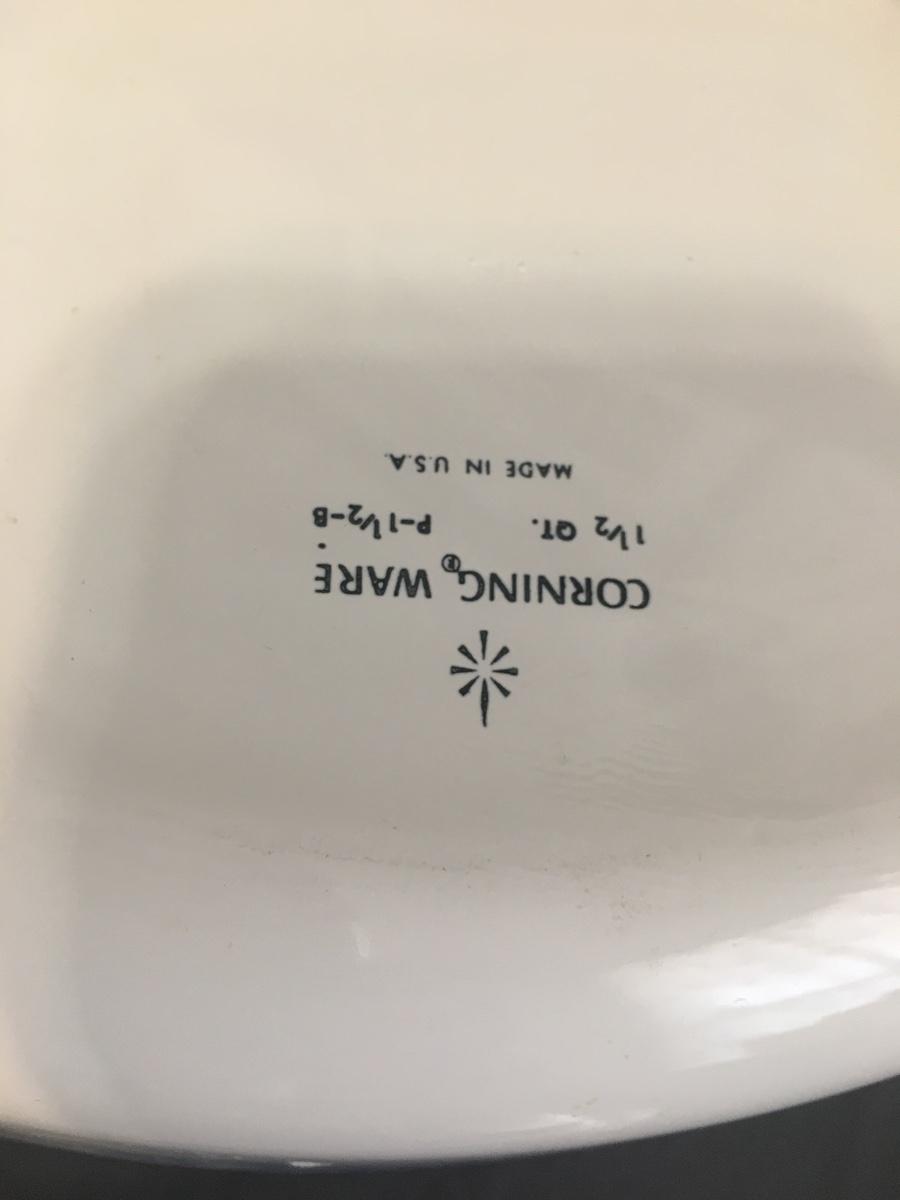 CORNING® WARE
1½ QT. P-1½-B
MADE IN U.S.A.